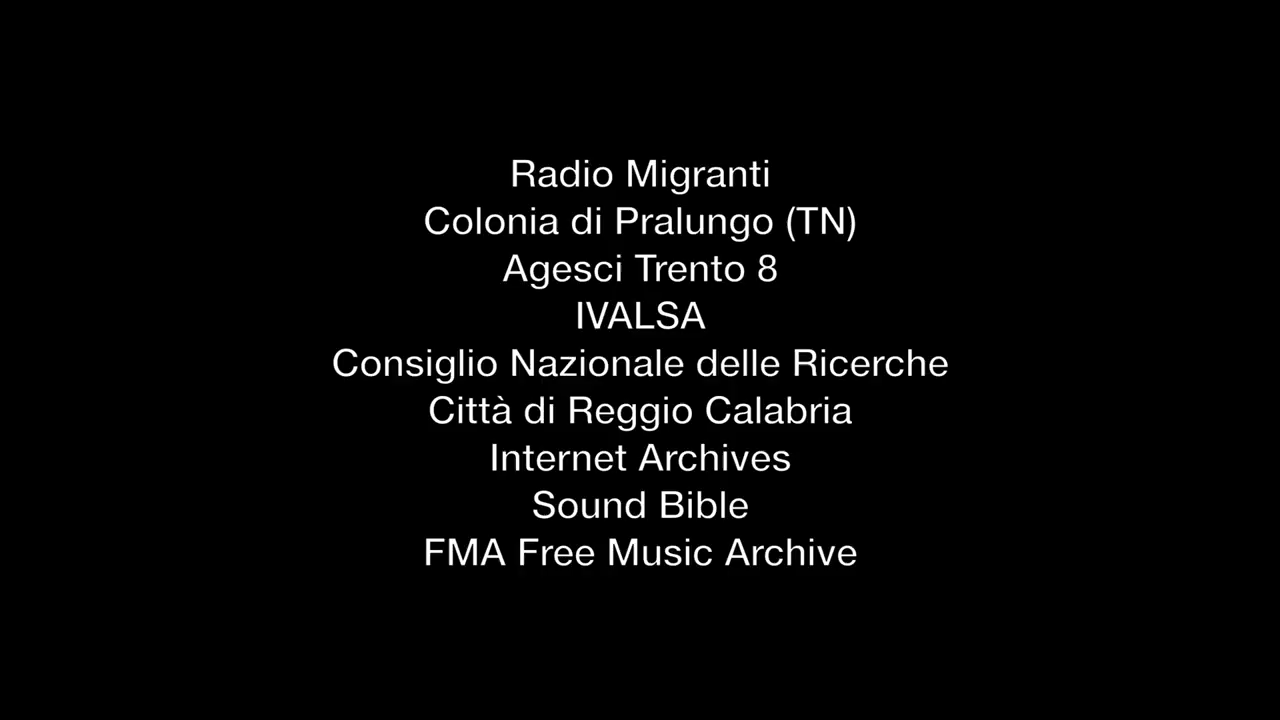 Radio Migranti
Colonia di Pralungo (TN)
Agesci Trento 8
IVALSA
Consiglio Nazionale delle Ricerche
Città di Reggio Calabria
Internet Archives
Sound Bible
FMA Free Music Archive